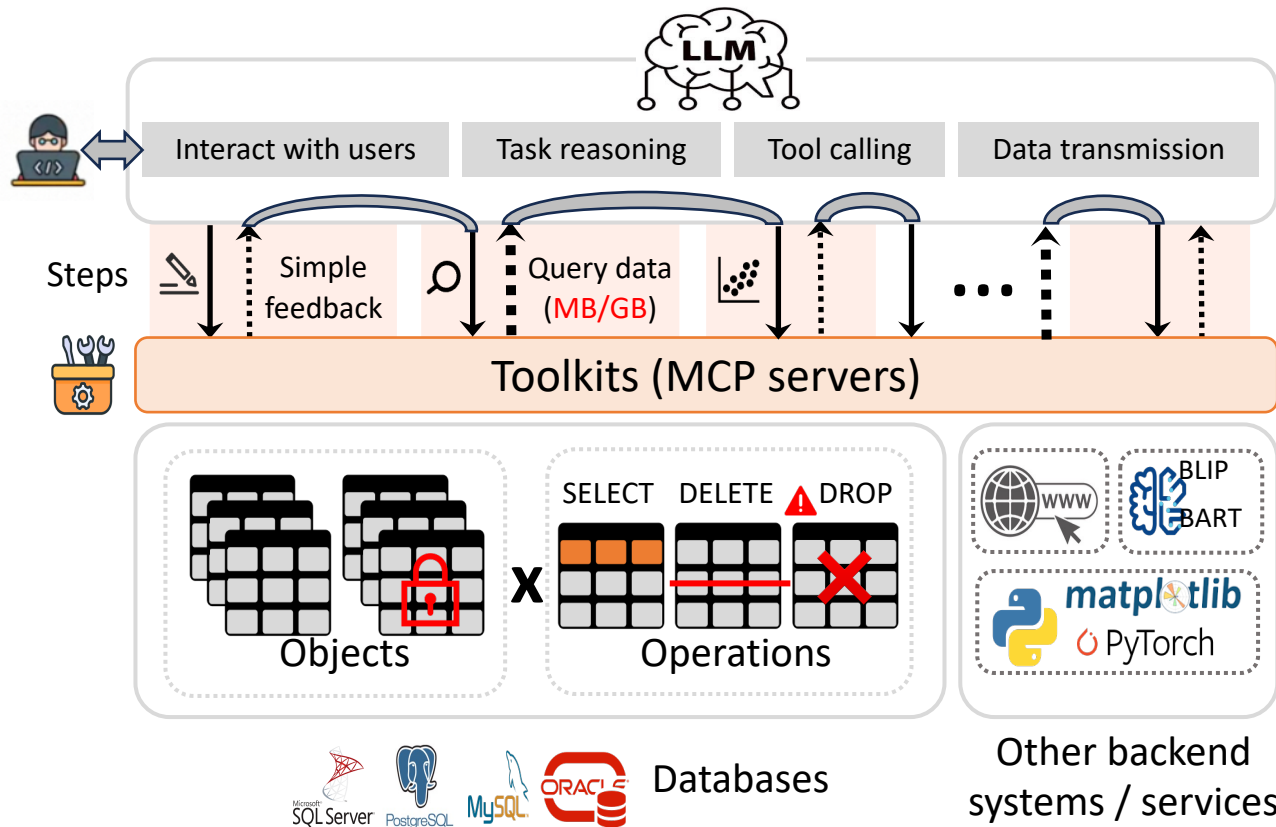 LLM
Interact with users
Task reasoning
Tool calling
Data transmission
Steps
Simple
feedback
Query data
(MB/GB)
...
Toolkits (MCP servers)
SELECT
DELETE
DROP
X
Objects
Operations
WWW
BLIP
BART
matplotlib
PyTorch
Microsoft
SQL Server
PostgreSQL
MySQL
ORACLE
Databases
Other backend
systems / services